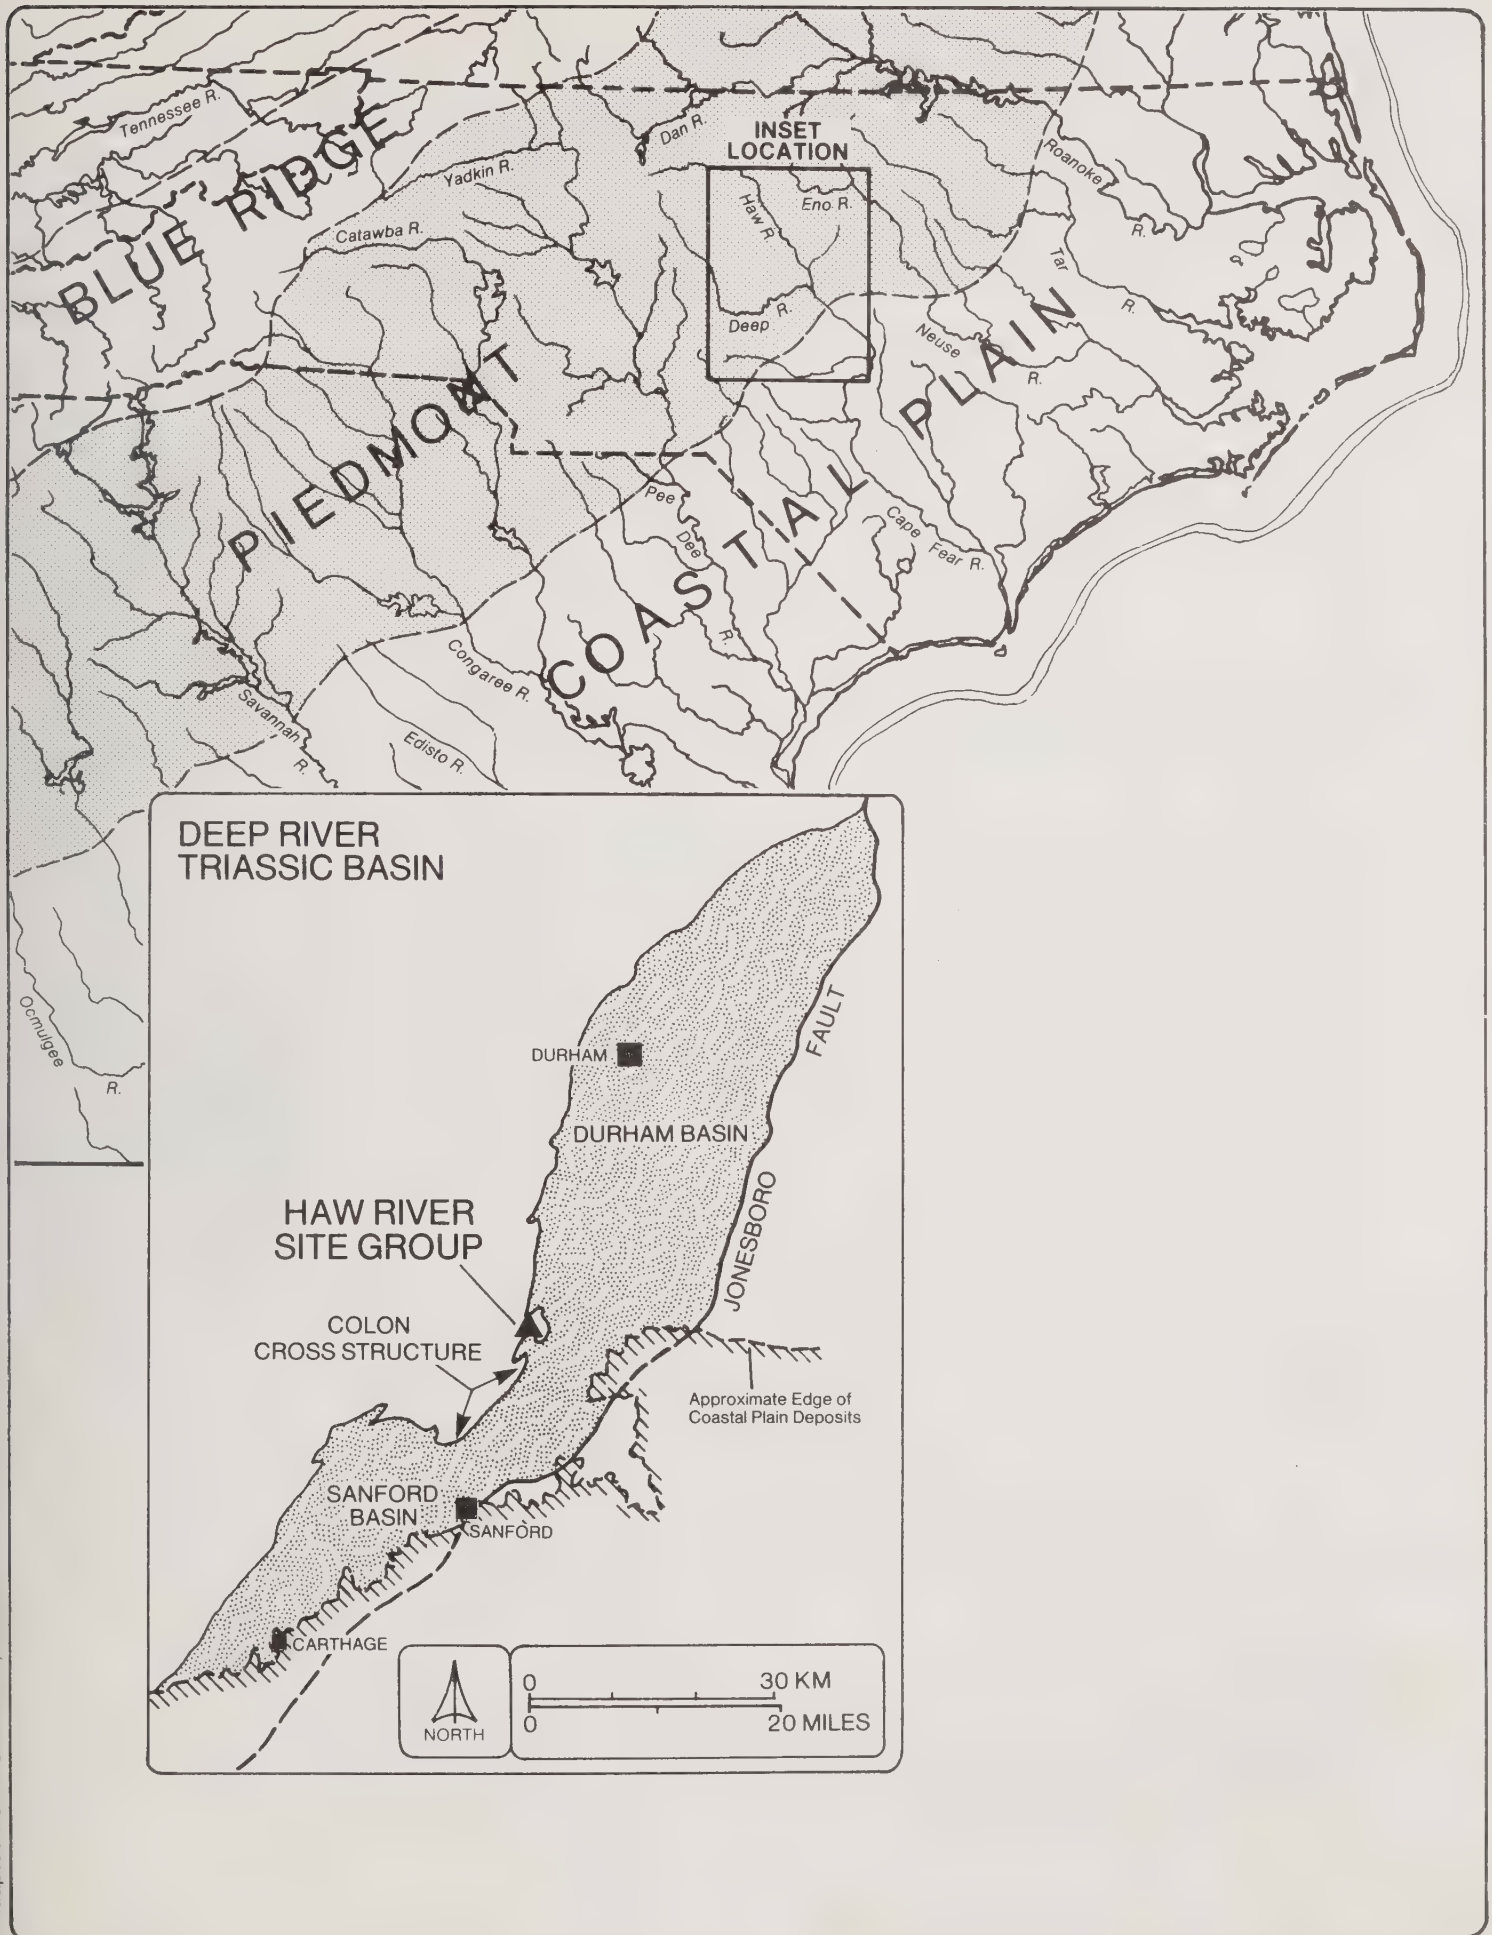 Tennessee R.
BLUE RIDGE
Dan R.
INSET
LOCATION
Yadkin R.
Catawba R.
Haw R.
Eno R.
Deep R.
Roanoke R.
Tar R.
Neuse R.
PIEDMONT
COASTAL PLAIN
Pee Dee R.
Cape Fear R.
Congaree R.
Savannah R.
Edisto R.
Ocmulgee R.
DEEP RIVER
TRIASSIC BASIN
DURHAM
DURHAM BASIN
JONESBORO FAULT
HAW RIVER
SITE GROUP
COLON
CROSS STRUCTURE
Approximate Edge of
Coastal Plain Deposits
SANFORD
BASIN
SANFORD
CARTHAGE
NORTH
0 30 KM
0 20 MILES